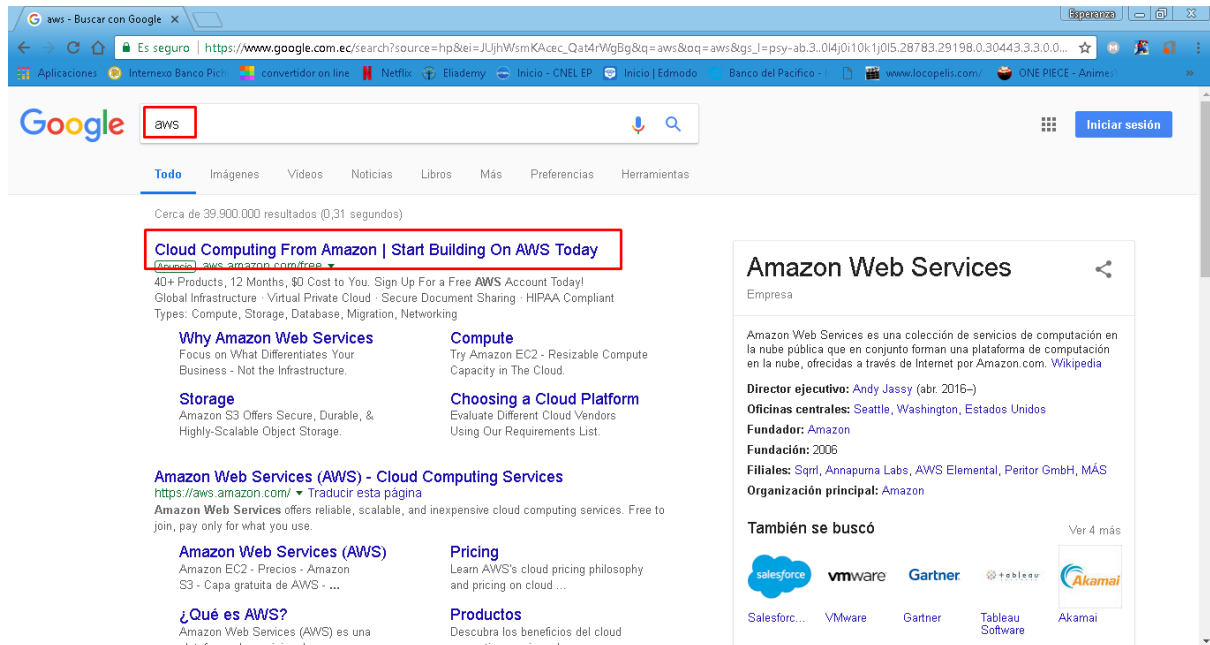 aws - Buscar con Google
Esperanza
Es seguro | https://www.google.com.ec/search?source=hp&ei=JUjhWsmKAcec_Qat4rWgBg&q=aws&oq=aws&gs_l=psy-ab.3..0l4j0i10k1j0l5.28783.29198.0.30443.3.3.0.0...
Aplicaciones Internexo Banco Pich convertidor on line Netflix Eliademy Inicio - CNEL EP Inicio | Edmodo Banco del Pacifico - www.locopelis.com/ ONE PIECE - Animes
Google
aws
Iniciar sesión
Todo Imágenes Vídeos Noticias Libros Más Preferencias Herramientas
Cerca de 39.900.000 resultados (0,31 segundos)
Cloud Computing From Amazon | Start Building On AWS Today
Anuncio aws.amazon.com/free
40+ Products, 12 Months, $0 Cost to You. Sign Up For a Free AWS Account Today!
Global Infrastructure · Virtual Private Cloud · Secure Document Sharing · HIPAA Compliant
Types: Compute, Storage, Database, Migration, Networking
Why Amazon Web Services
Focus on What Differentiates Your
Business - Not the Infrastructure.
Compute
Try Amazon EC2 - Resizable Compute
Capacity in The Cloud.
Storage
Amazon S3 Offers Secure, Durable, &
Highly-Scalable Object Storage.
Choosing a Cloud Platform
Evaluate Different Cloud Vendors
Using Our Requirements List.
Amazon Web Services (AWS) - Cloud Computing Services
https://aws.amazon.com/ Traducir esta página
Amazon Web Services offers reliable, scalable, and inexpensive cloud computing services. Free to
join, pay only for what you use.
Amazon Web Services (AWS)
Amazon EC2 - Precios - Amazon
S3 - Capa gratuita de AWS - ...
Pricing
Learn AWS's cloud pricing philosophy
and pricing on cloud ...
¿Qué es AWS?
Amazon Web Services (AWS) es una
Productos
Descubra los beneficios del cloud
Amazon Web Services
Empresa
Amazon Web Services es una colección de servicios de computación en
la nube pública que en conjunto forman una plataforma de computación
en la nube, ofrecidas a través de Internet por Amazon.com. Wikipedia
Director ejecutivo: Andy Jassy (abr. 2016–)
Oficinas centrales: Seattle, Washington, Estados Unidos
Fundador: Amazon
Fundación: 2006
Filiales: Sqrrl, Annapurna Labs, AWS Elemental, Peritor GmbH, MÁS
Organización principal: Amazon
También se buscó
Ver 4 más
salesforce vmware Gartner tableau Akamai
Salesforc... VMware Gartner Tableau Akamai
Software